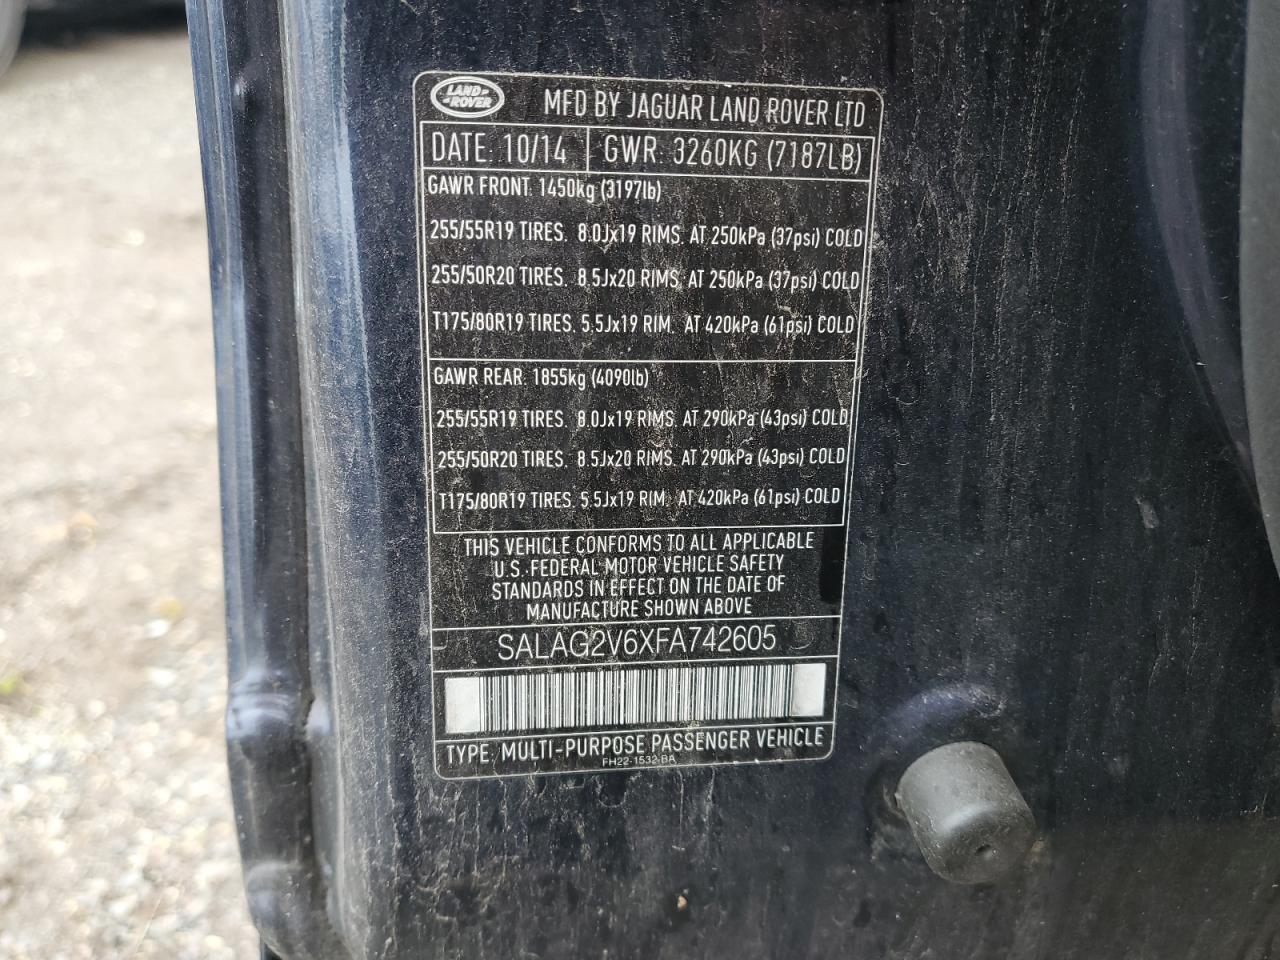 LAND-
-ROVER
MFD BY JAGUAR LAND ROVER LTD
DATE: 10/14 GWR: 3260KG (7187LB)
GAWR FRONT. 1450kg (3197lb)
255/55R19 TIRES. 8.0Jx19 RIMS. AT 250kPa (37psi) COLD
255/50R20 TIRES. 8.5Jx20 RIMS. AT 250kPa (37psi) COLD
T175/80R19 TIRES. 5.5Jx19 RIM. AT 420kPa (61psi) COLD
GAWR REAR. 1855kg (4090lb)
255/55R19 TIRES. 8.0Jx19 RIMS. AT 290kPa (43psi) COLD
255/50R20 TIRES. 8.5Jx20 RIMS. AT 290kPa (43psi) COLD
T175/80R19 TIRES. 5.5Jx19 RIM. AT 420kPa (61psi) COLD
THIS VEHICLE CONFORMS TO ALL APPLICABLE
U.S. FEDERAL MOTOR VEHICLE SAFETY
STANDARDS IN EFFECT ON THE DATE OF
MANUFACTURE SHOWN ABOVE
SALAG2V6XFA742605
TYPE. MULTI-PURPOSE PASSENGER VEHICLE
FH22-1532-BA